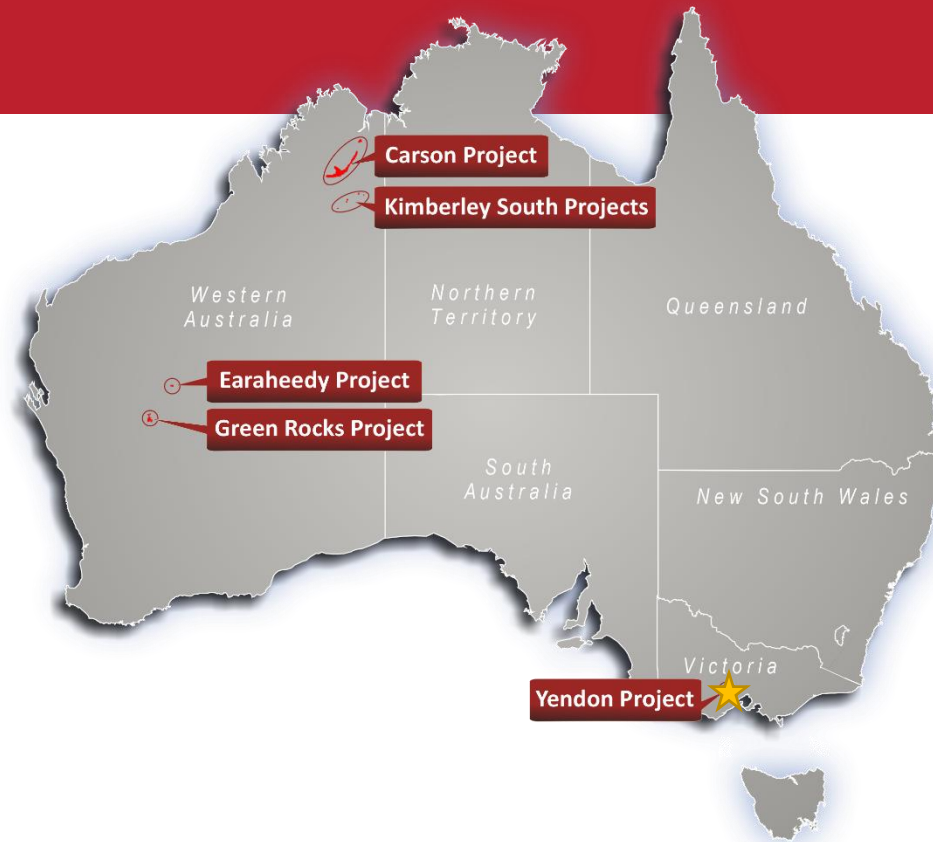 Carson Project
Kimberley South Projects
Western
Australia
Northern
Territory
Queensland
Earaheedy Project
Green Rocks Project
South
Australia
New South Wales
Victoria
Yendon Project